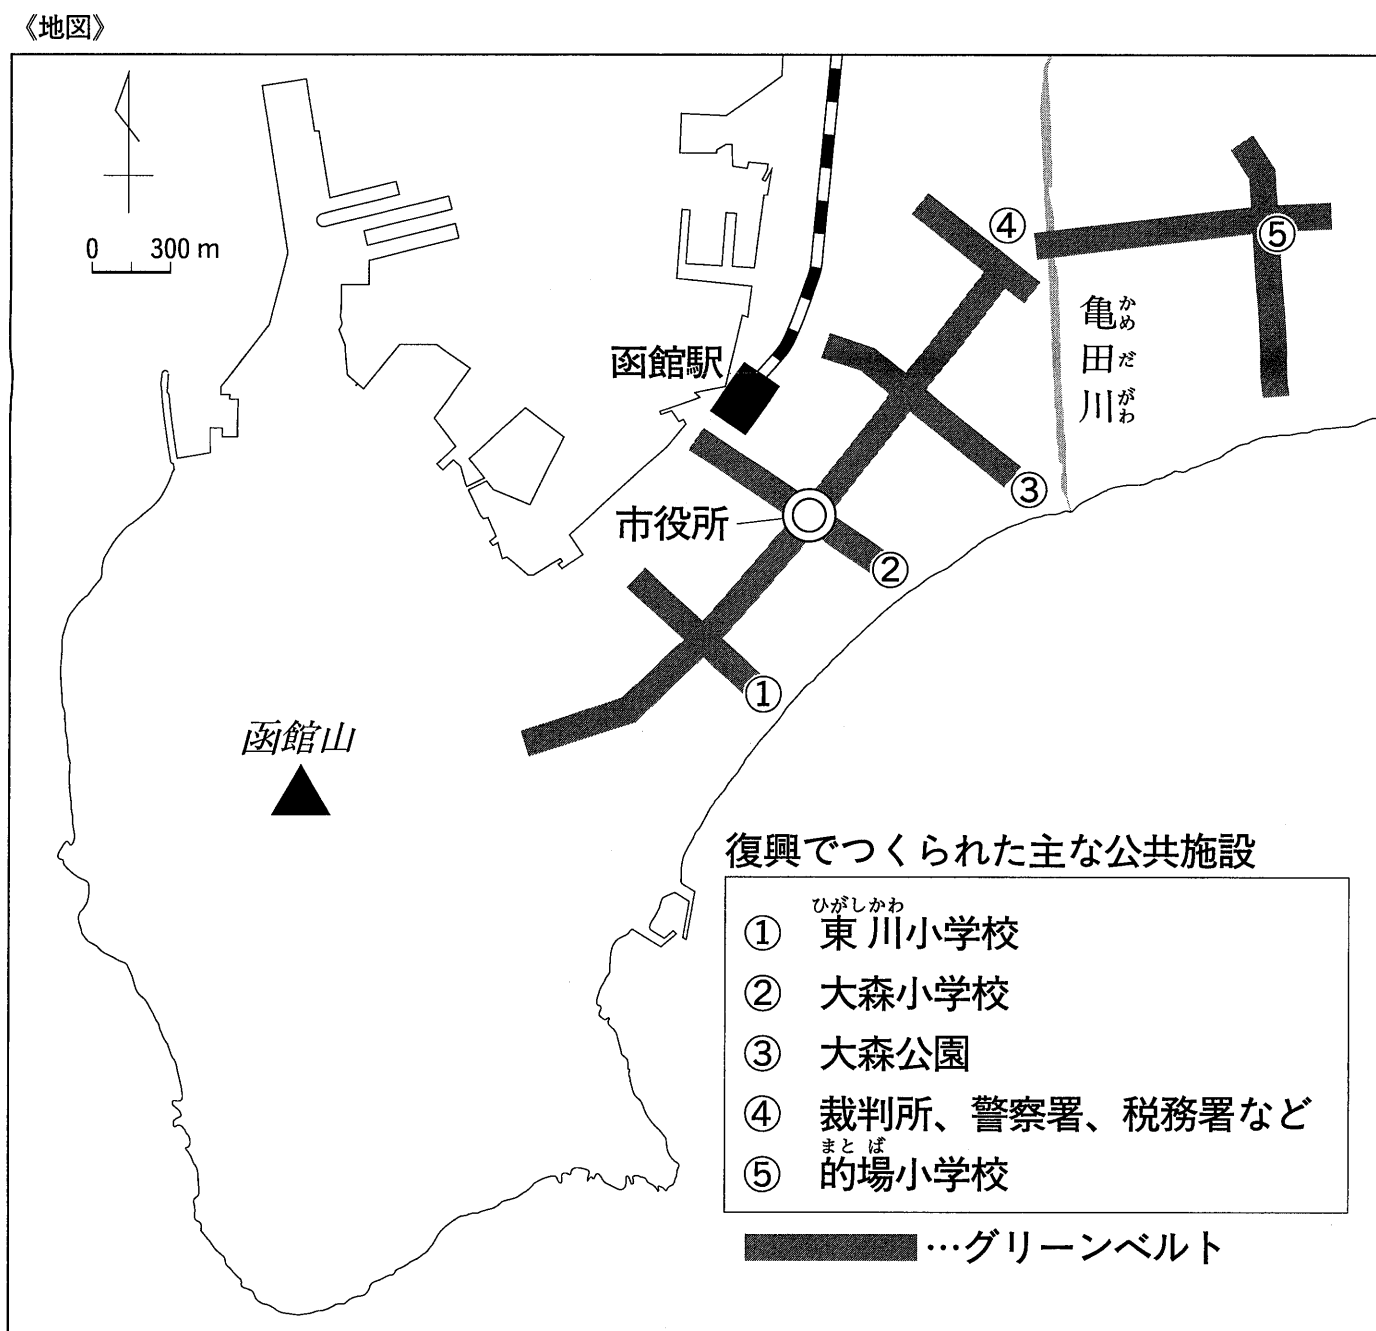 《地図》
0 300 m
④
⑤
亀田川
かめだがわ
函館駅
③
市役所
②
①
函館山
復興でつくられた主な公共施設
ひがしかわ
① 東川小学校
② 大森小学校
③ 大森公園
④ 裁判所、警察署、税務署など
まとば
⑤ 的場小学校
…グリーンベルト